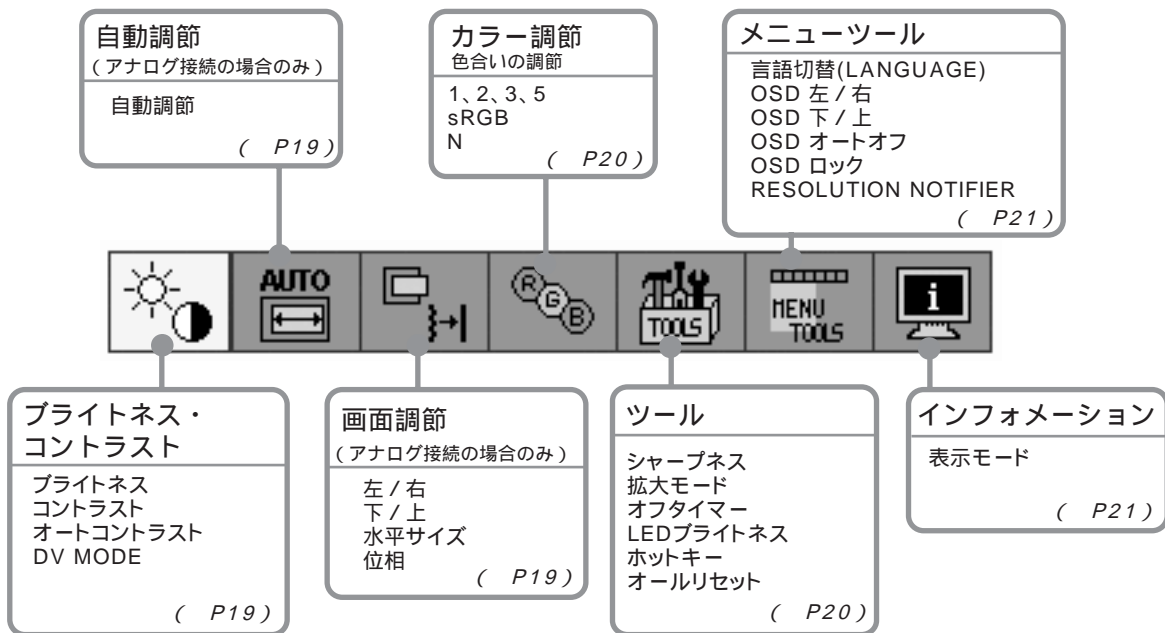 自動調節
(アナログ接続の場合のみ)
自動調節
( P19)
カラー調節
色合いの調節
1、2、3、5
sRGB
N
( P20)
メニューツール
言語切替(LANGUAGE)
OSD 左/右
OSD 下/上
OSD オートオフ
OSD ロック
RESOLUTION NOTIFIER
( P21)
AUTO
R
G
B
TOOLS
MENU
TOOLS
i
ブライトネス・
コントラスト
ブライトネス
コントラスト
オートコントラスト
DV MODE
( P19)
画面調節
(アナログ接続の場合のみ)
左/右
下/上
水平サイズ
位相
( P19)
ツール
シャープネス
拡大モード
オフタイマー
LEDブライトネス
ホットキー
オールリセット
( P20)
インフォメーション
表示モード
( P21)